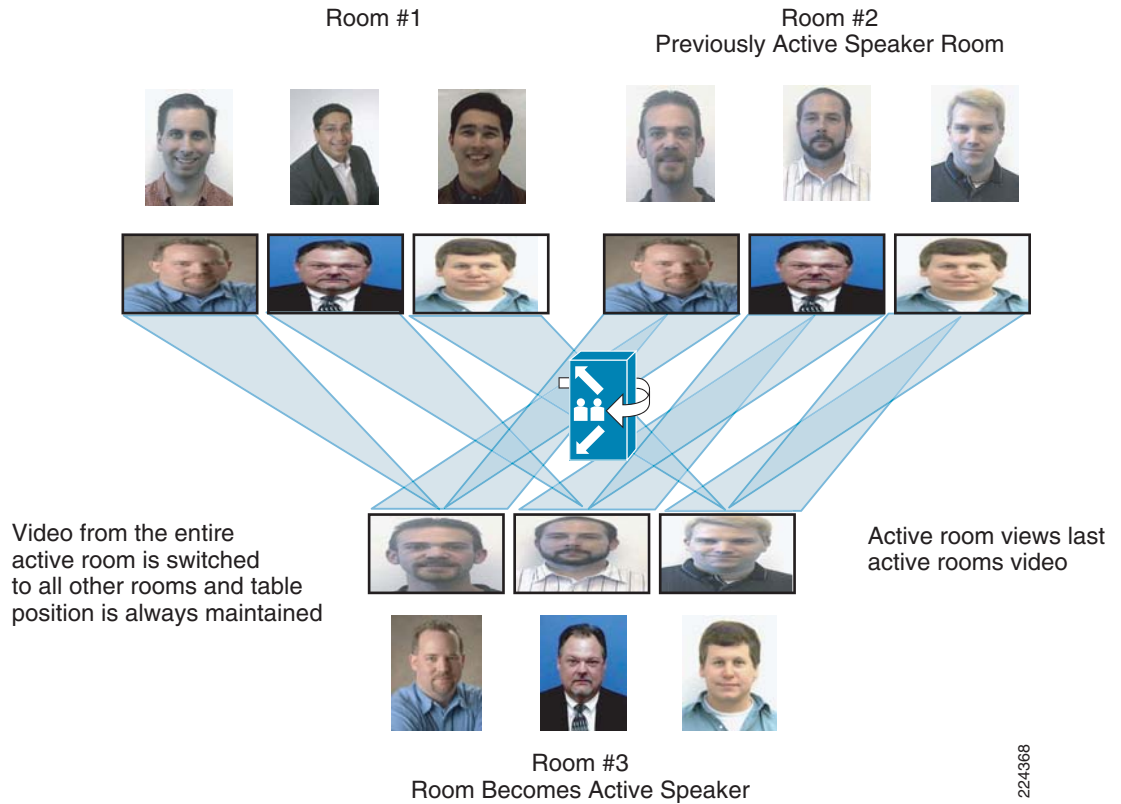 Room #1
Room #2
Previously Active Speaker Room
Video from the entire
active room is switched
to all other rooms and table
position is always maintained
Active room views last
active rooms video
Room #3
Room Becomes Active Speaker
224368